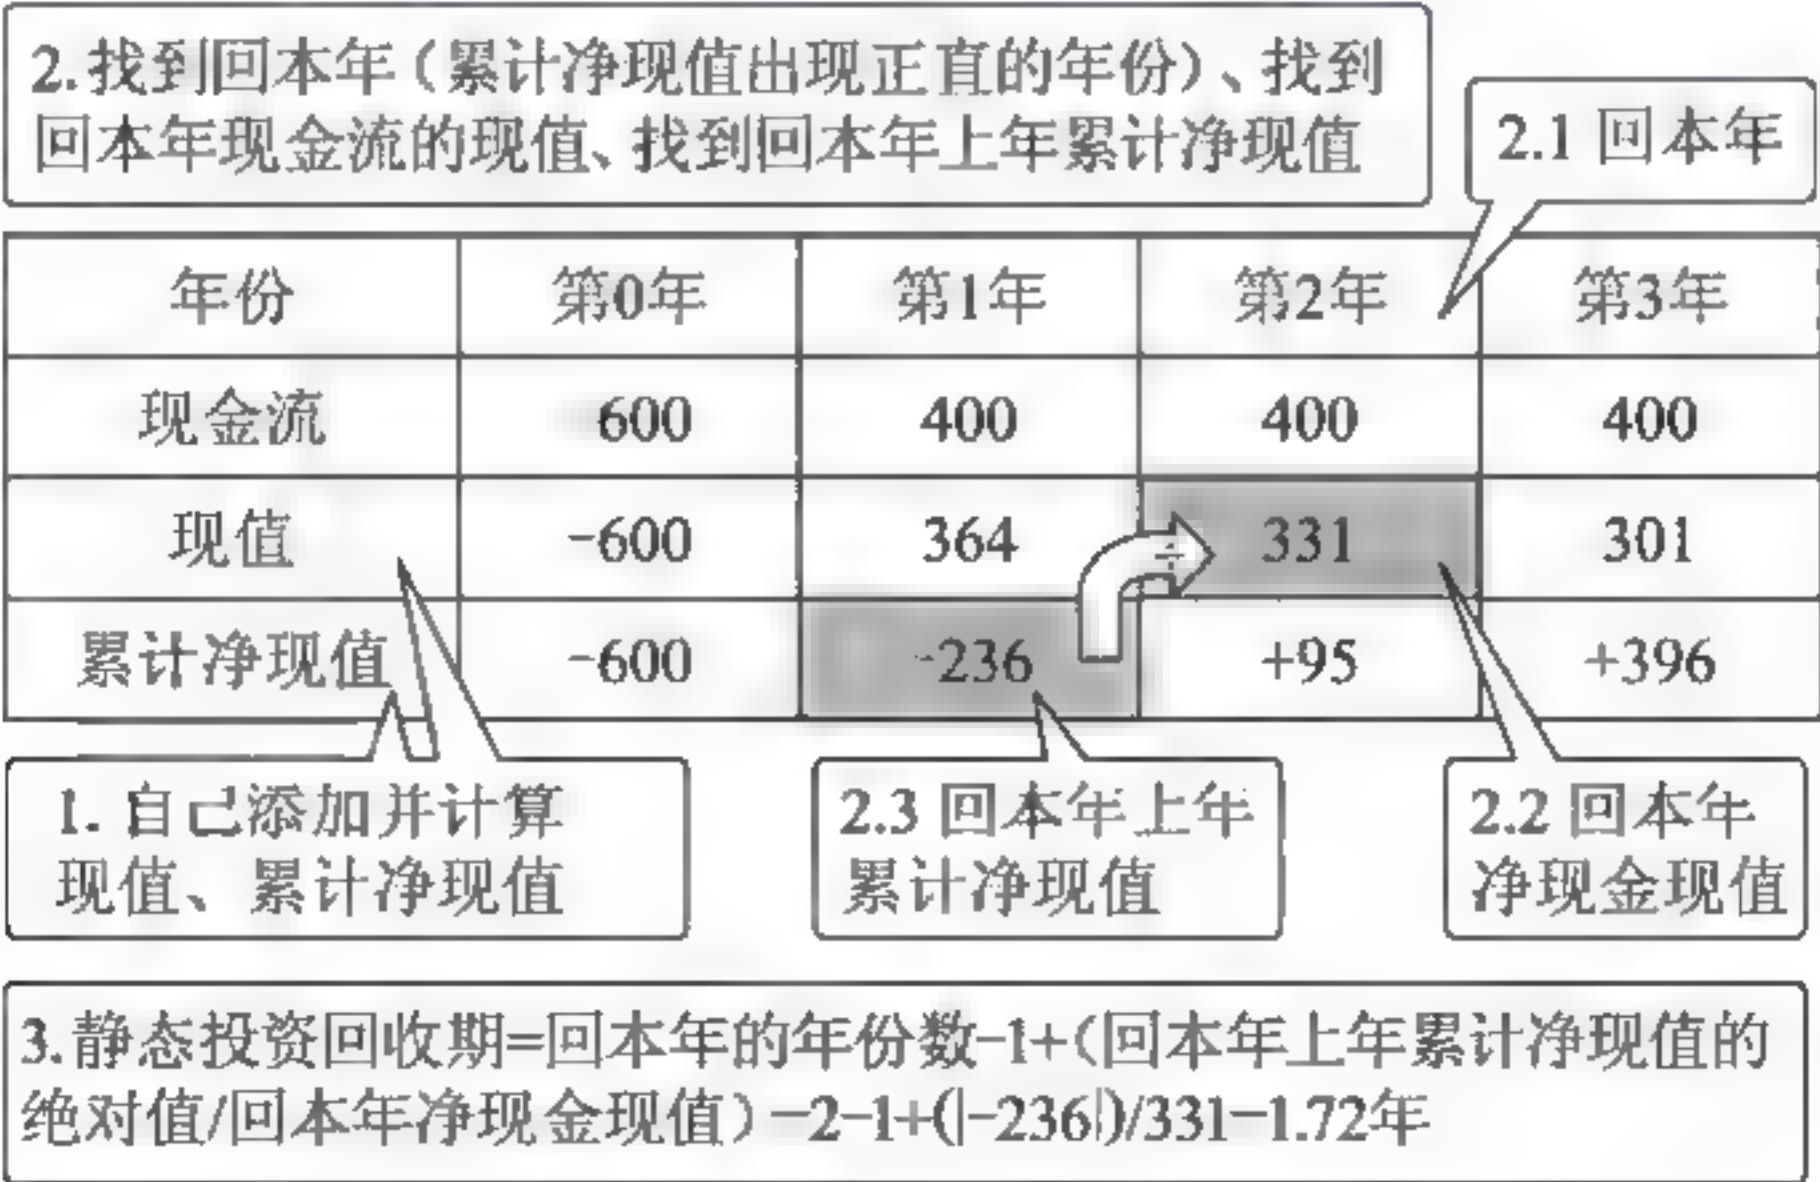 2.找到回本年（累计净现值出现正直的年份）、找到
回本年现金流的现值、找到回本年上年累计净现值
2.1 回本年
年份 第0年 第1年 第2年 第3年
现金流 600 400 400 400
现值 -600 364 ÷ 331 301
累计净现值 -600 -236 +95 +396
1. 自己添加并计算
现值、累计净现值
2.3 回本年上年
累计净现值
2.2 回本年
净现金现值
3.静态投资回收期=回本年的年份数-1+(回本年上年累计净现值的
绝对值/回本年净现金现值）=2-1+(|-236|)/331=1.72年